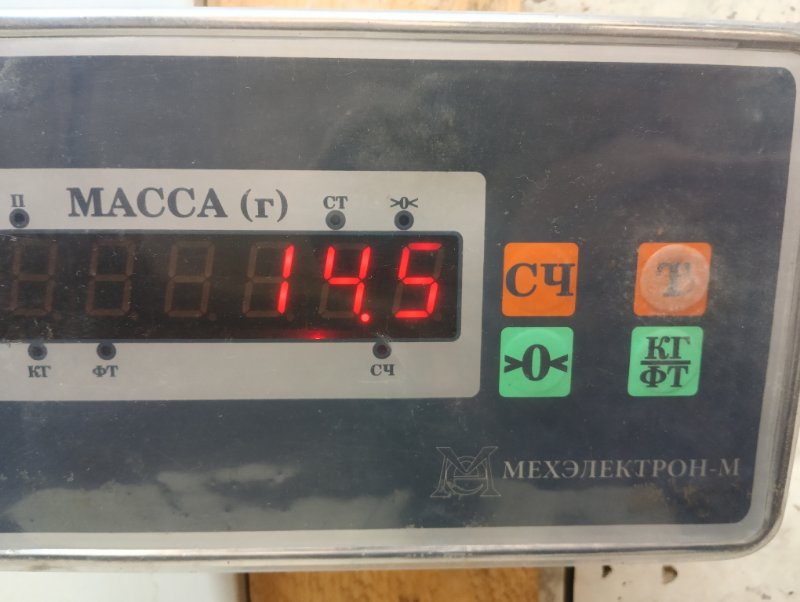 П МАССА (г) СТ >0<
14.5
КГ ФТ СЧ
СЧ Т
>0< КГ/ФТ
МЕХЭЛЕКТРОН-М